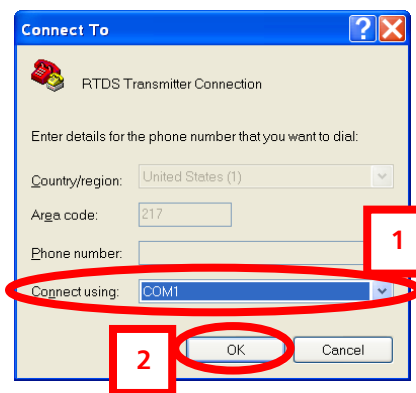 Connect To
RTDS Transmitter Connection
Enter details for the phone number that you want to dial:
Country/region: United States (1)
Area code: 217
Phone number:
1
Connect using: COM1
2 OK Cancel